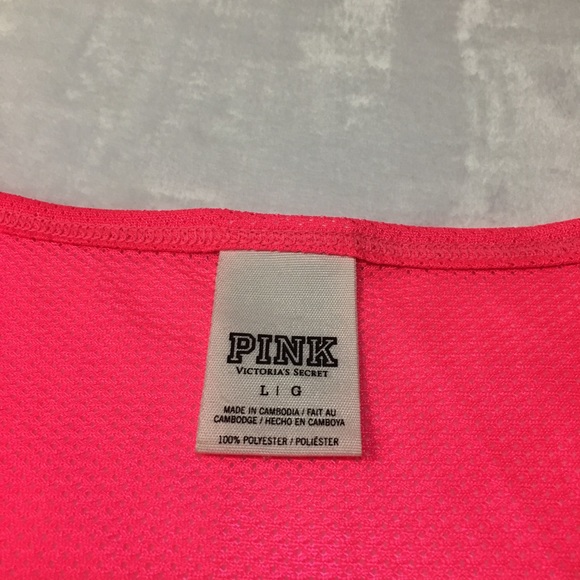 PINK
VICTORIA'S SECRET
L | G
MADE IN CAMBODIA / FAIT AU
CAMBODGE / HECHO EN CAMBOYA
100% POLYESTER / POLIÉSTER